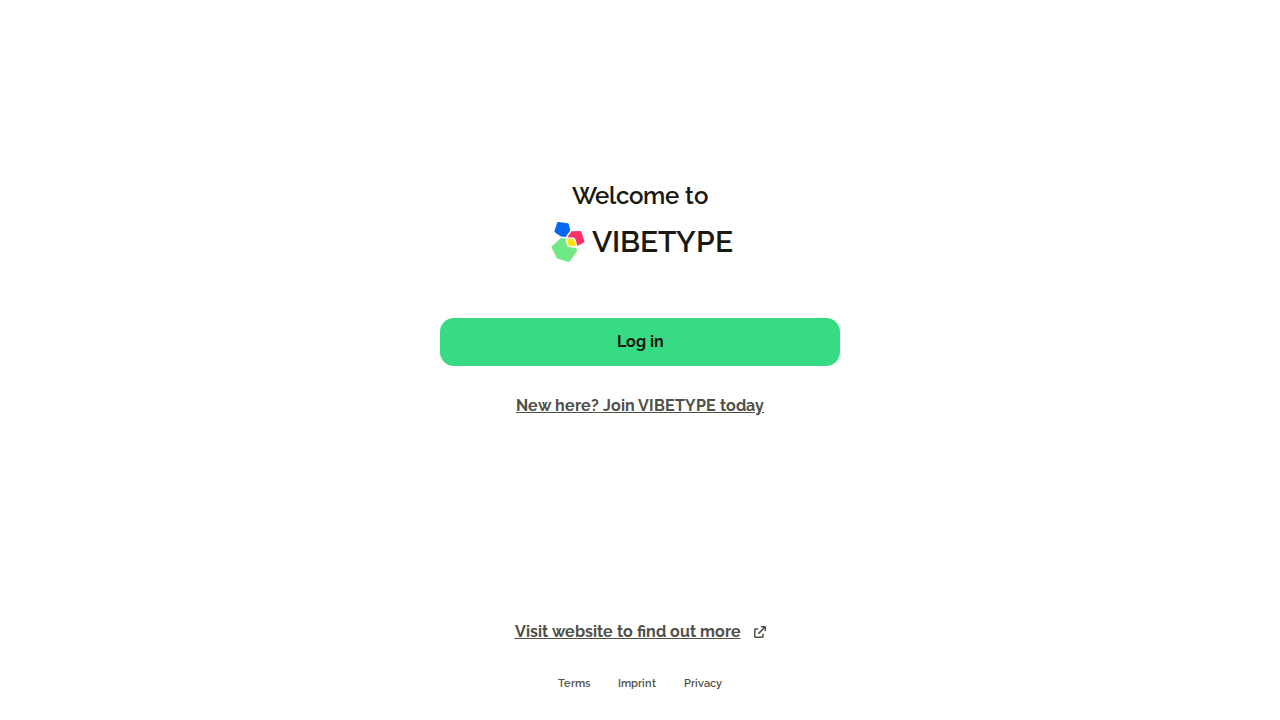 Welcome to
VIBETYPE
Log in
New here? Join VIBETYPE today
Visit website to find out more
Terms Imprint Privacy